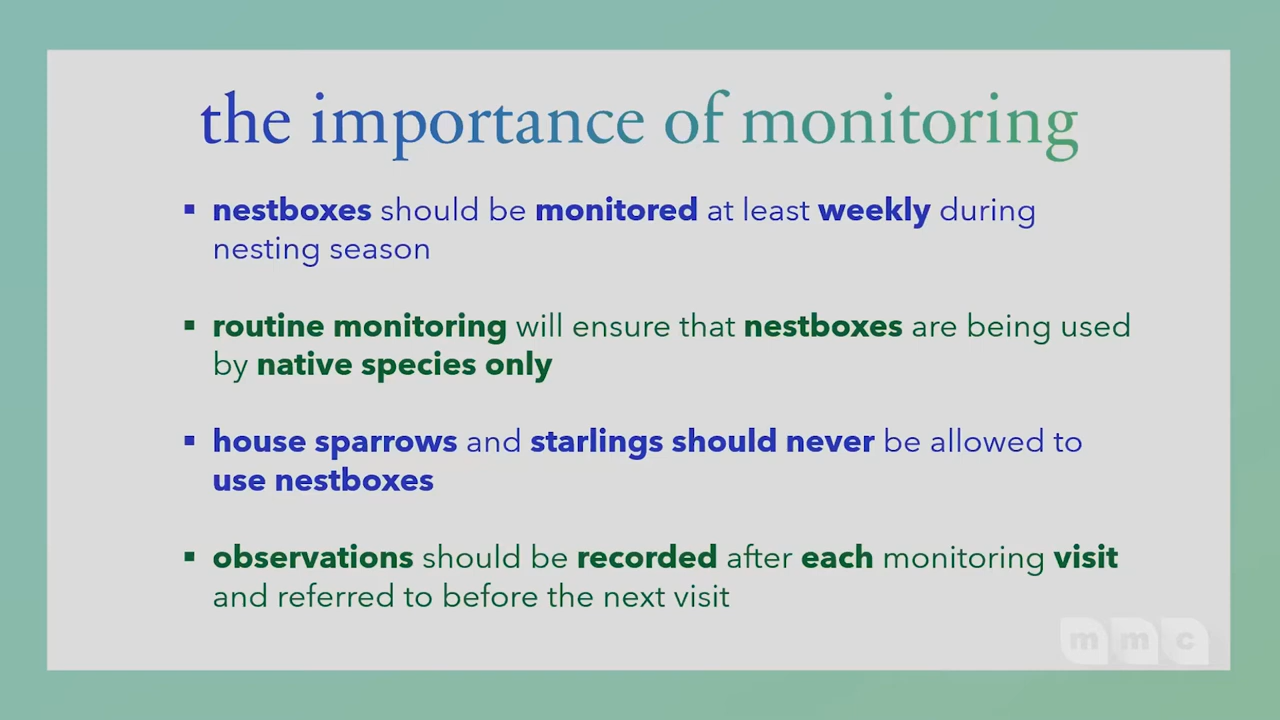 the importance of monitoring
▪ nestboxes should be monitored at least weekly during
nesting season
▪ routine monitoring will ensure that nestboxes are being used
by native species only
▪ house sparrows and starlings should never be allowed to
use nestboxes
▪ observations should be recorded after each monitoring visit
and referred to before the next visit
mmc